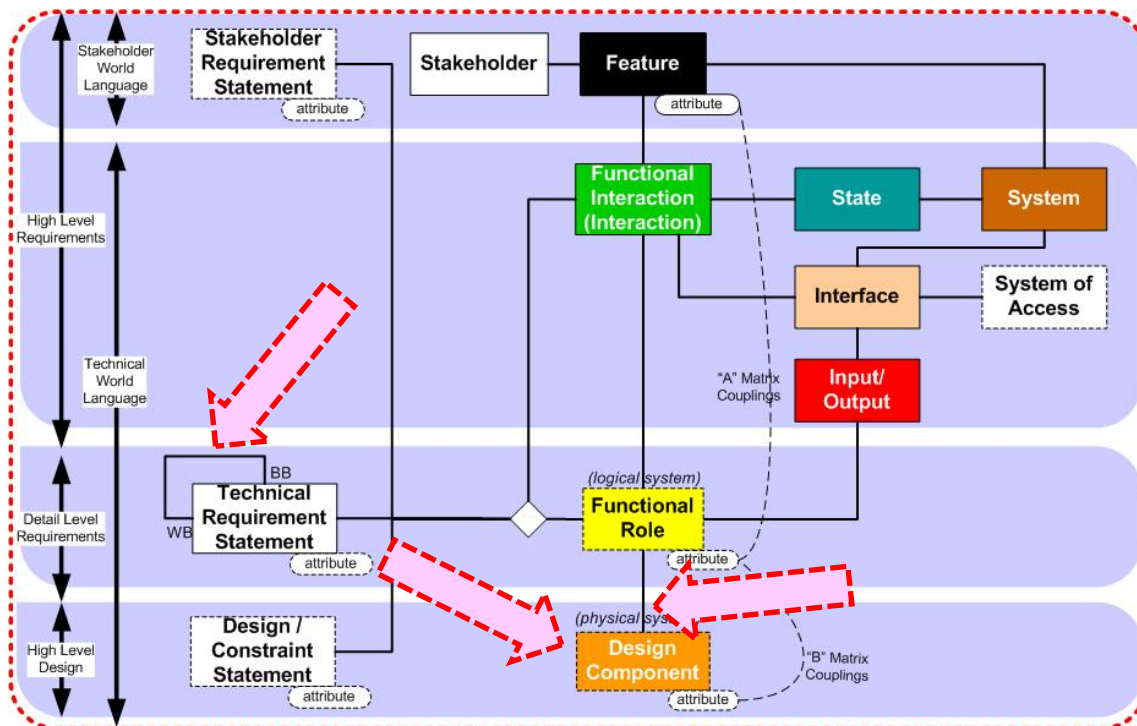 Stakeholder
World
Language
Stakeholder
Requirement
Statement
attribute
Stakeholder
Feature
attribute
High Level
Requirements
Technical
World
Language
Functional
Interaction
(Interaction)
State
System
Interface
System of
Access
"A" Matrix
Couplings
Input/
Output
Detail Level
Requirements
BB
WB
Technical
Requirement
Statement
attribute
(logical system)
Functional
Role
attribute
High Level
Design
Design /
Constraint
Statement
attribute
(physical sys
Design
Component
attribute
"B" Matrix
Couplings